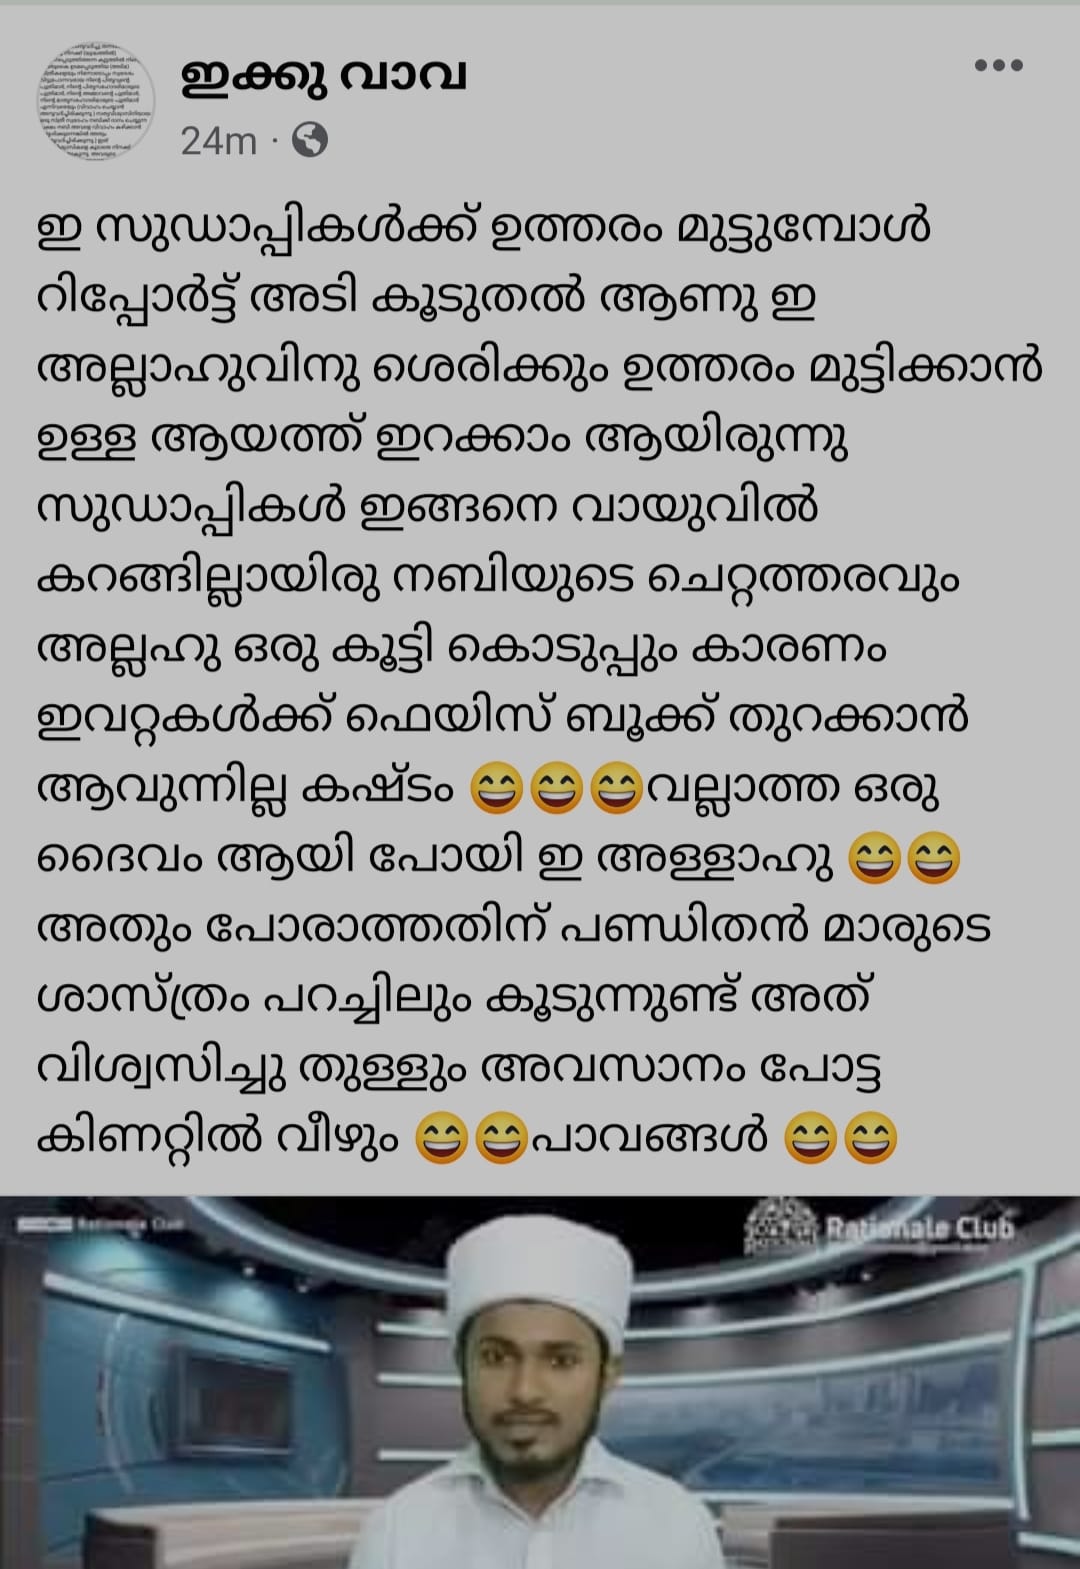 ഇക്കു വാവ
24m
ഇ സുഡാപ്പികൾക്ക് ഉത്തരം മുട്ടുമ്പോൾ
റിപ്പോർട്ട് അടി കൂടുതൽ ആണു ഇ
അല്ലാഹുവിനു ശെരിക്കും ഉത്തരം മുട്ടിക്കാൻ
ഉള്ള ആയത്ത് ഇറക്കാം ആയിരുന്നു
സുഡാപ്പികൾ ഇങ്ങനെ വായുവിൽ
കറങ്ങില്ലായിരു നബിയുടെ ചെറ്റത്തരവും
അല്ലഹു ഒരു കൂട്ടി കൊടുപ്പും കാരണം
ഇവറ്റകൾക്ക് ഫെയിസ് ബൂക്ക് തുറക്കാൻ
ആവുന്നില്ല കഷ്ടം 😄😄😄വല്ലാത്ത ഒരു
ദൈവം ആയി പോയി ഇ അള്ളാഹു 😄😄
അതും പോരാത്തതിന് പണ്ഡിതൻ മാരുടെ
ശാസ്ത്രം പറച്ചിലും കൂടുന്നുണ്ട് അത്
വിശ്വസിച്ചു തുള്ളും അവസാനം പോട്ട
കിണറ്റിൽ വീഴും 😄😄പാവങ്ങൾ 😄😄
Rationale Club
Rationale Club